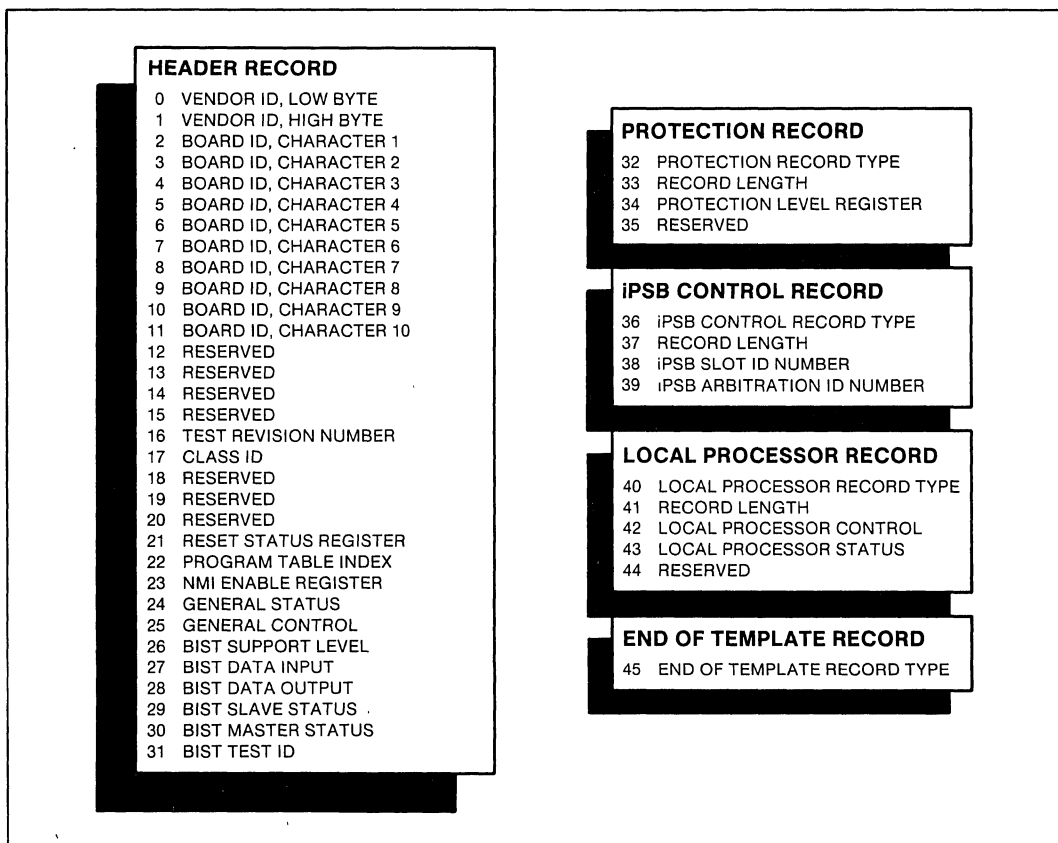 HEADER RECORD
0 VENDOR ID, LOW BYTE
1 VENDOR ID, HIGH BYTE
2 BOARD ID, CHARACTER 1
3 BOARD ID, CHARACTER 2
4 BOARD ID, CHARACTER 3
5 BOARD ID, CHARACTER 4
6 BOARD ID, CHARACTER 5
7 BOARD ID, CHARACTER 6
8 BOARD ID, CHARACTER 7
9 BOARD ID, CHARACTER 8
10 BOARD ID, CHARACTER 9
11 BOARD ID, CHARACTER 10
12 RESERVED
13 RESERVED
14 RESERVED
15 RESERVED
16 TEST REVISION NUMBER
17 CLASS ID
18 RESERVED
19 RESERVED
20 RESERVED
21 RESET STATUS REGISTER
22 PROGRAM TABLE INDEX
23 NMI ENABLE REGISTER
24 GENERAL STATUS
25 GENERAL CONTROL
26 BIST SUPPORT LEVEL
27 BIST DATA INPUT
28 BIST DATA OUTPUT
29 BIST SLAVE STATUS
30 BIST MASTER STATUS
31 BIST TEST ID
PROTECTION RECORD
32 PROTECTION RECORD TYPE
33 RECORD LENGTH
34 PROTECTION LEVEL REGISTER
35 RESERVED
iPSB CONTROL RECORD
36 iPSB CONTROL RECORD TYPE
37 RECORD LENGTH
38 iPSB SLOT ID NUMBER
39 iPSB ARBITRATION ID NUMBER
LOCAL PROCESSOR RECORD
40 LOCAL PROCESSOR RECORD TYPE
41 RECORD LENGTH
42 LOCAL PROCESSOR CONTROL
43 LOCAL PROCESSOR STATUS
44 RESERVED
END OF TEMPLATE RECORD
45 END OF TEMPLATE RECORD TYPE